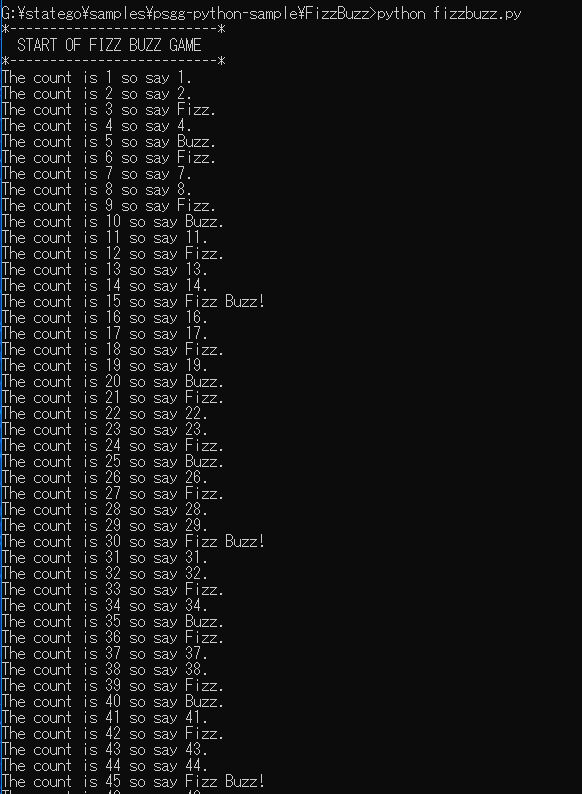 G:¥statego¥samples¥psgg-python-sample¥FizzBuzz>python fizzbuzz.py
*-------------------------*
START OF FIZZ BUZZ GAME
*-------------------------*
The count is 1 so say 1.
The count is 2 so say 2.
The count is 3 so say Fizz.
The count is 4 so say 4.
The count is 5 so say Buzz.
The count is 6 so say Fizz.
The count is 7 so say 7.
The count is 8 so say 8.
The count is 9 so say Fizz.
The count is 10 so say Buzz.
The count is 11 so say 11.
The count is 12 so say Fizz.
The count is 13 so say 13.
The count is 14 so say 14.
The count is 15 so say Fizz Buzz!
The count is 16 so say 16.
The count is 17 so say 17.
The count is 18 so say Fizz.
The count is 19 so say 19.
The count is 20 so say Buzz.
The count is 21 so say Fizz.
The count is 22 so say 22.
The count is 23 so say 23.
The count is 24 so say Fizz.
The count is 25 so say Buzz.
The count is 26 so say 26.
The count is 27 so say Fizz.
The count is 28 so say 28.
The count is 29 so say 29.
The count is 30 so say Fizz Buzz!
The count is 31 so say 31.
The count is 32 so say 32.
The count is 33 so say Fizz.
The count is 34 so say 34.
The count is 35 so say Buzz.
The count is 36 so say Fizz.
The count is 37 so say 37.
The count is 38 so say 38.
The count is 39 so say Fizz.
The count is 40 so say Buzz.
The count is 41 so say 41.
The count is 42 so say Fizz.
The count is 43 so say 43.
The count is 44 so say 44.
The count is 45 so say Fizz Buzz!